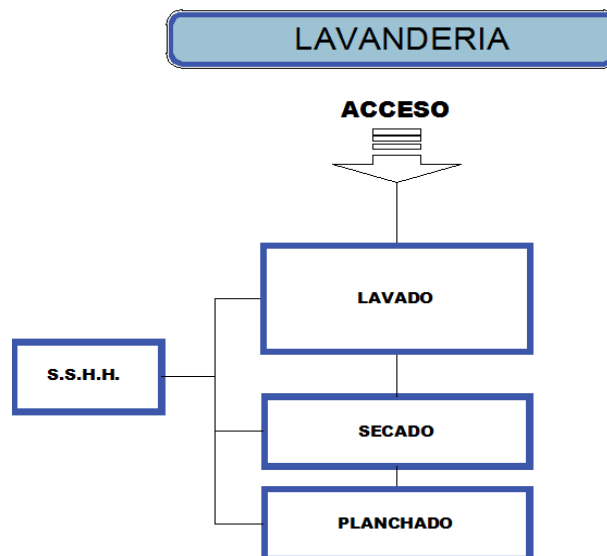 LAVANDERIA
ACCESO
LAVADO
S.S.H.H.
SECADO
PLANCHADO